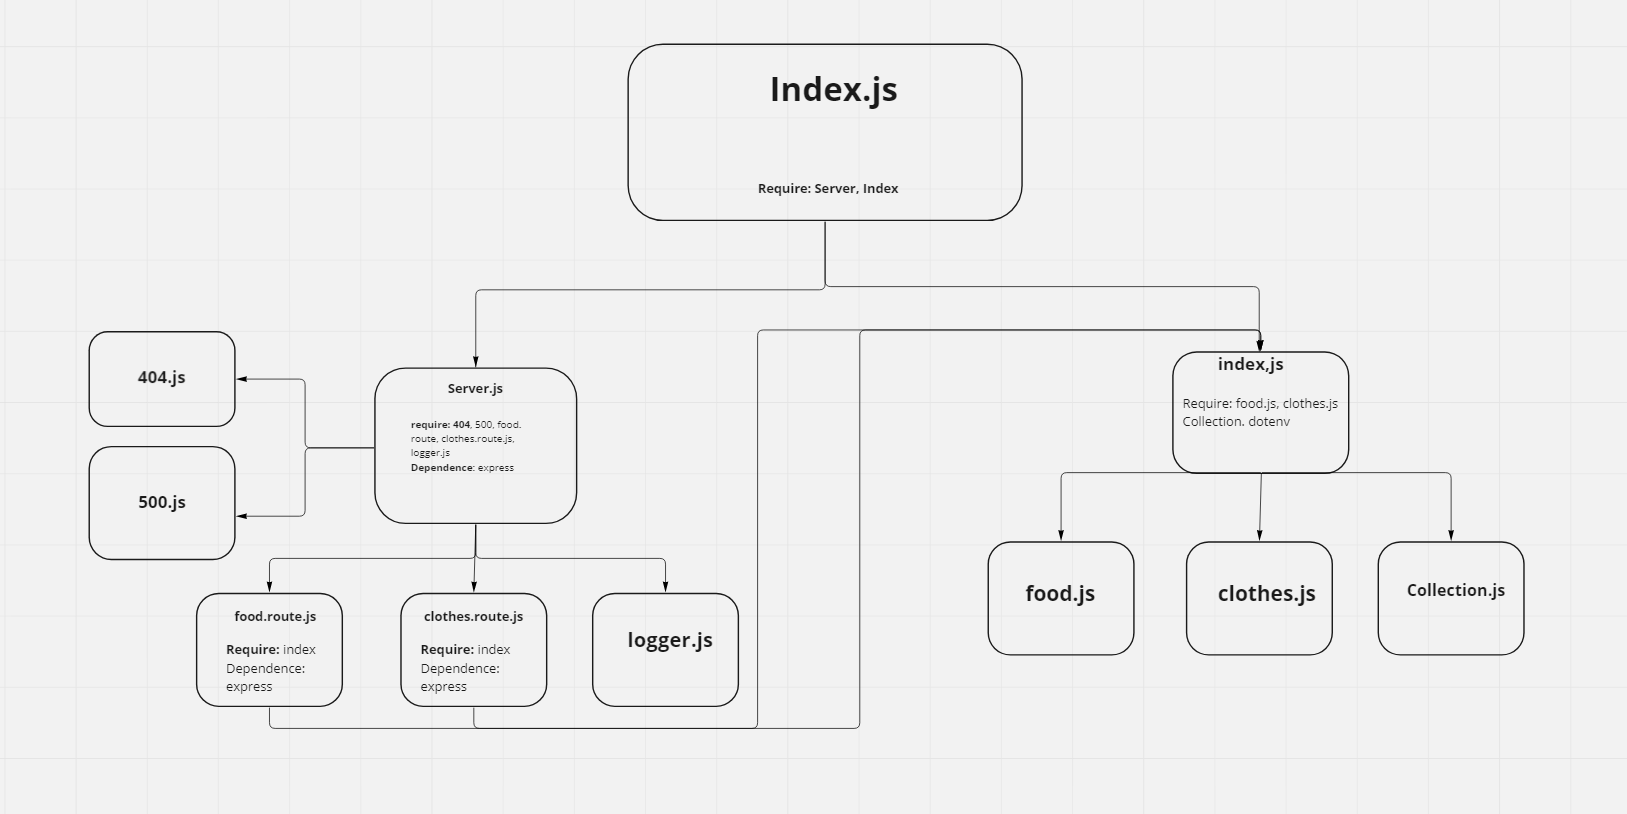 Index.js
Require: Server, Index
404.js
500.js
Server.js
require: 404, 500, food.
route, clothes.route.js,
logger.js
Dependence: express
index,js
Require: food.js, clothes.js
Collection. dotenv
food.route.js
Require: index
Dependence:
express
clothes.route.js
Require: index
Dependence:
express
logger.js
food.js
clothes.js
Collection.js